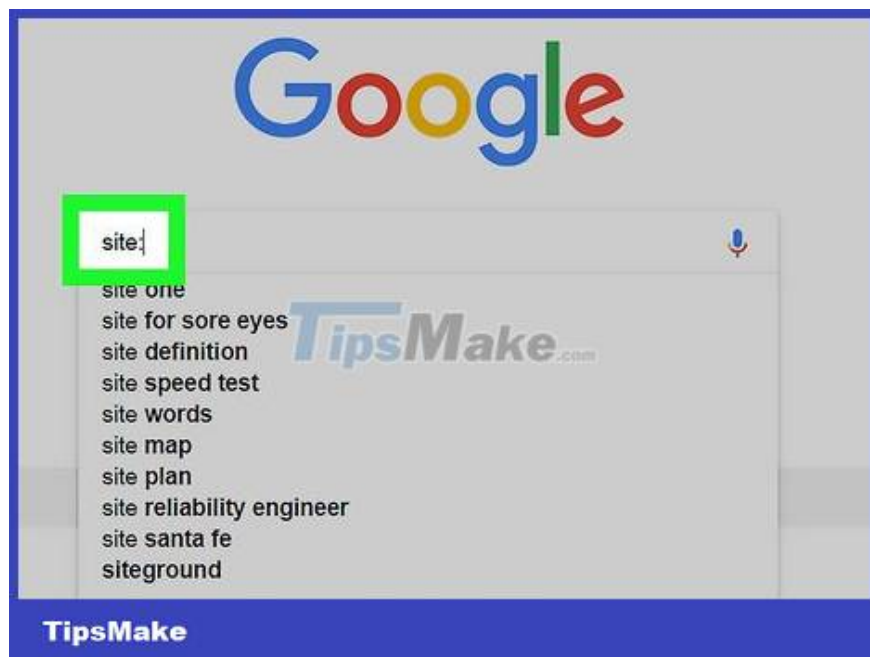 Google
site:
site one
site for sore eyes
site definition
TipsMake.com
site speed test
site words
site map
site plan
site reliability engineer
site santa fe
siteground
TipsMake